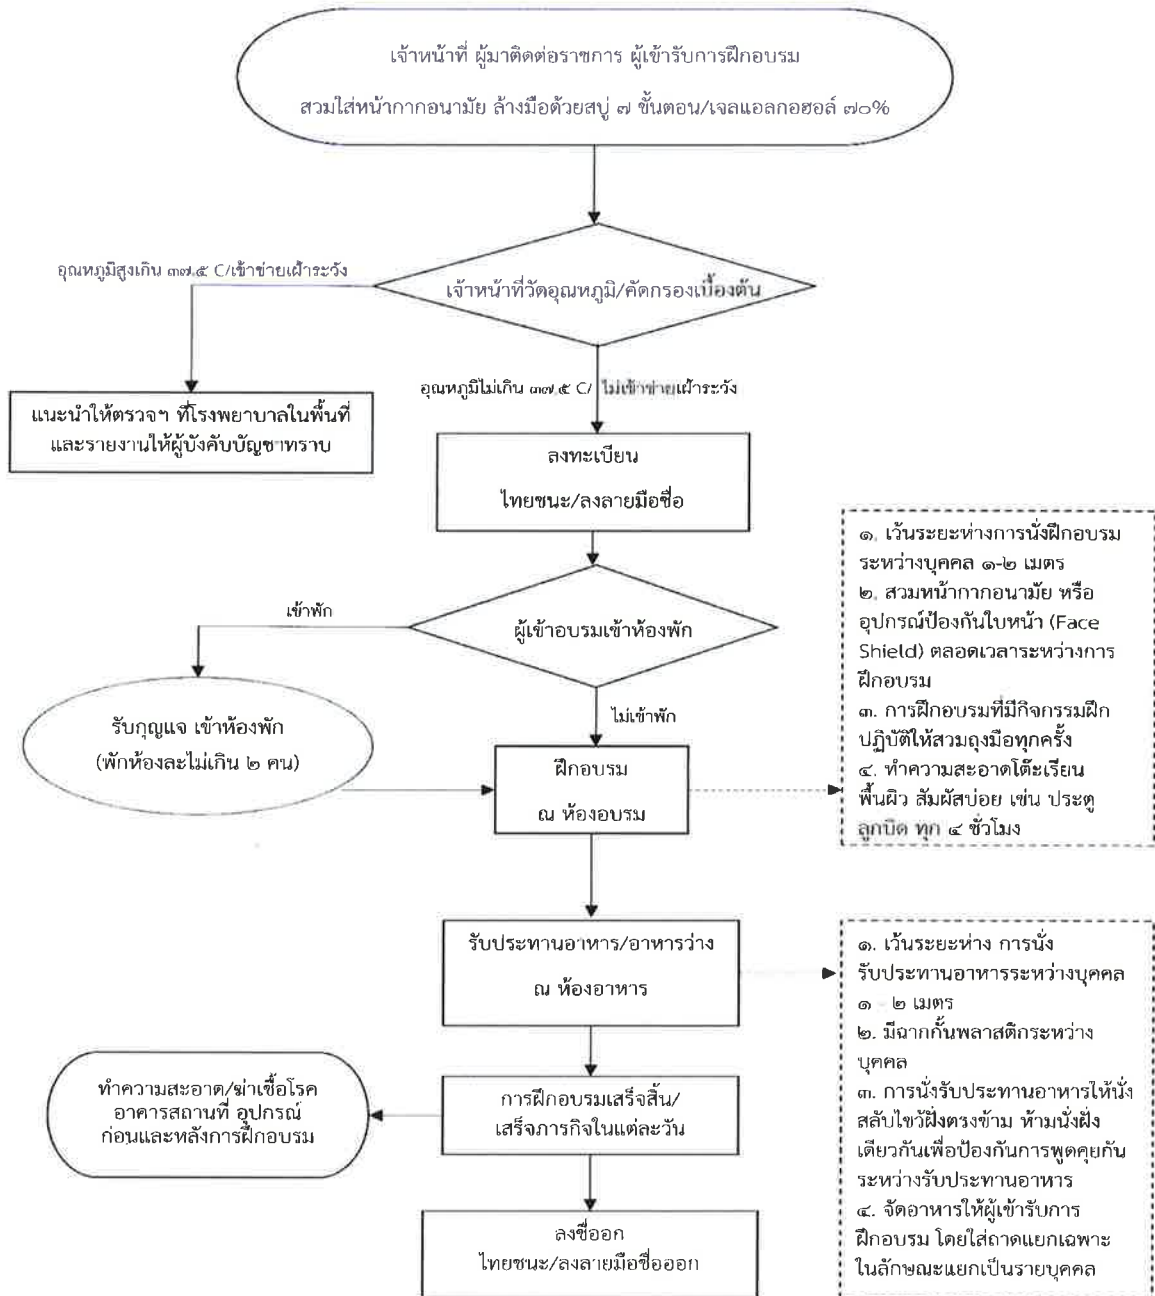 เจ้าหน้าที่ ผู้มาติดต่อราชการ ผู้เข้ารับการฝึกอบรม
สวมใส่หน้ากากอนามัย ล้างมือด้วยสบู่ ๗ ขั้นตอน/เจลแอลกอฮอล์ ๗๐%
อุณหภูมิสูงเกิน ๓๗.๕ C/เข้าข่ายเฝ้าระวัง
เจ้าหน้าที่วัดอุณหภูมิ/คัดกรองเบื้องต้น
อุณหภูมิไม่เกิน ๓๗.๕ C/ ไม่เข้าข่ายเฝ้าระวัง
แนะนำให้ตรวจฯ ที่โรงพยาบาลในพื้นที่
และรายงานให้ผู้บังคับบัญชาทราบ
ลงทะเบียน
ไทยชนะ/ลงลายมือชื่อ
เข้าพัก
ผู้เข้าอบรมเข้าห้องพัก
ไม่เข้าพัก
รับกุญแจ เข้าห้องพัก
(พักห้องละไม่เกิน ๒ คน)
ฝึกอบรม
ณ ห้องอบรม
๑. เว้นระยะห่างการนั่งฝึกอบรม
ระหว่างบุคคล ๑-๒ เมตร
๒. สวมหน้ากากอนามัย หรือ
อุปกรณ์ป้องกันใบหน้า (Face
Shield) ตลอดเวลาระหว่างการ
ฝึกอบรม
๓. การฝึกอบรมที่มีกิจกรรมฝึก
ปฏิบัติให้สวมถุงมือทุกครั้ง
๔. ทำความสะอาดโต๊ะเรียน
พื้นผิว สัมผัสบ่อย เช่น ประตู
ลูกบิด ทุก ๔ ชั่วโมง
รับประทานอาหาร/อาหารว่าง
ณ ห้องอาหาร
๑. เว้นระยะห่าง การนั่ง
รับประทานอาหารระหว่างบุคคล
๑ - ๒ เมตร
๒. มีฉากกั้นพลาสติกระหว่าง
บุคคล
๓. การนั่งรับประทานอาหารให้นั่ง
สลับไขว้ฝั่งตรงข้าม ห้ามนั่งฝั่ง
เดียวกันเพื่อป้องกันการพูดคุยกัน
ระหว่างรับประทานอาหาร
๔. จัดอาหารให้ผู้เข้ารับการ
ฝึกอบรม โดยใส่ถาดแยกเฉพาะ
ในลักษณะแยกเป็นรายบุคคล
ทำความสะอาด/ฆ่าเชื้อโรค
อาคารสถานที่ อุปกรณ์
ก่อนและหลังการฝึกอบรม
การฝึกอบรมเสร็จสิ้น/
เสร็จภารกิจในแต่ละวัน
ลงชื่อออก
ไทยชนะ/ลงลายมือชื่อออก